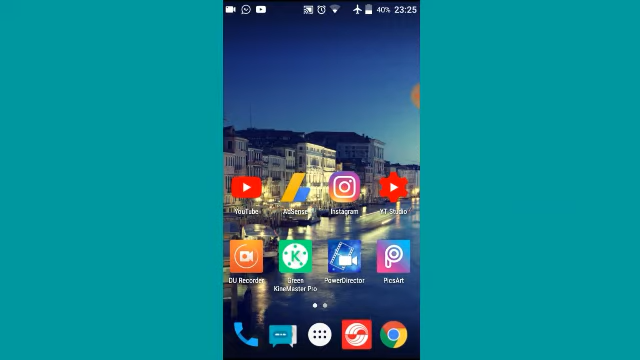 40% 23:25
YouTube AdSense Instagram YT Studio
DU Recorder Green PowerDirector PicsArt
KineMaster Pro